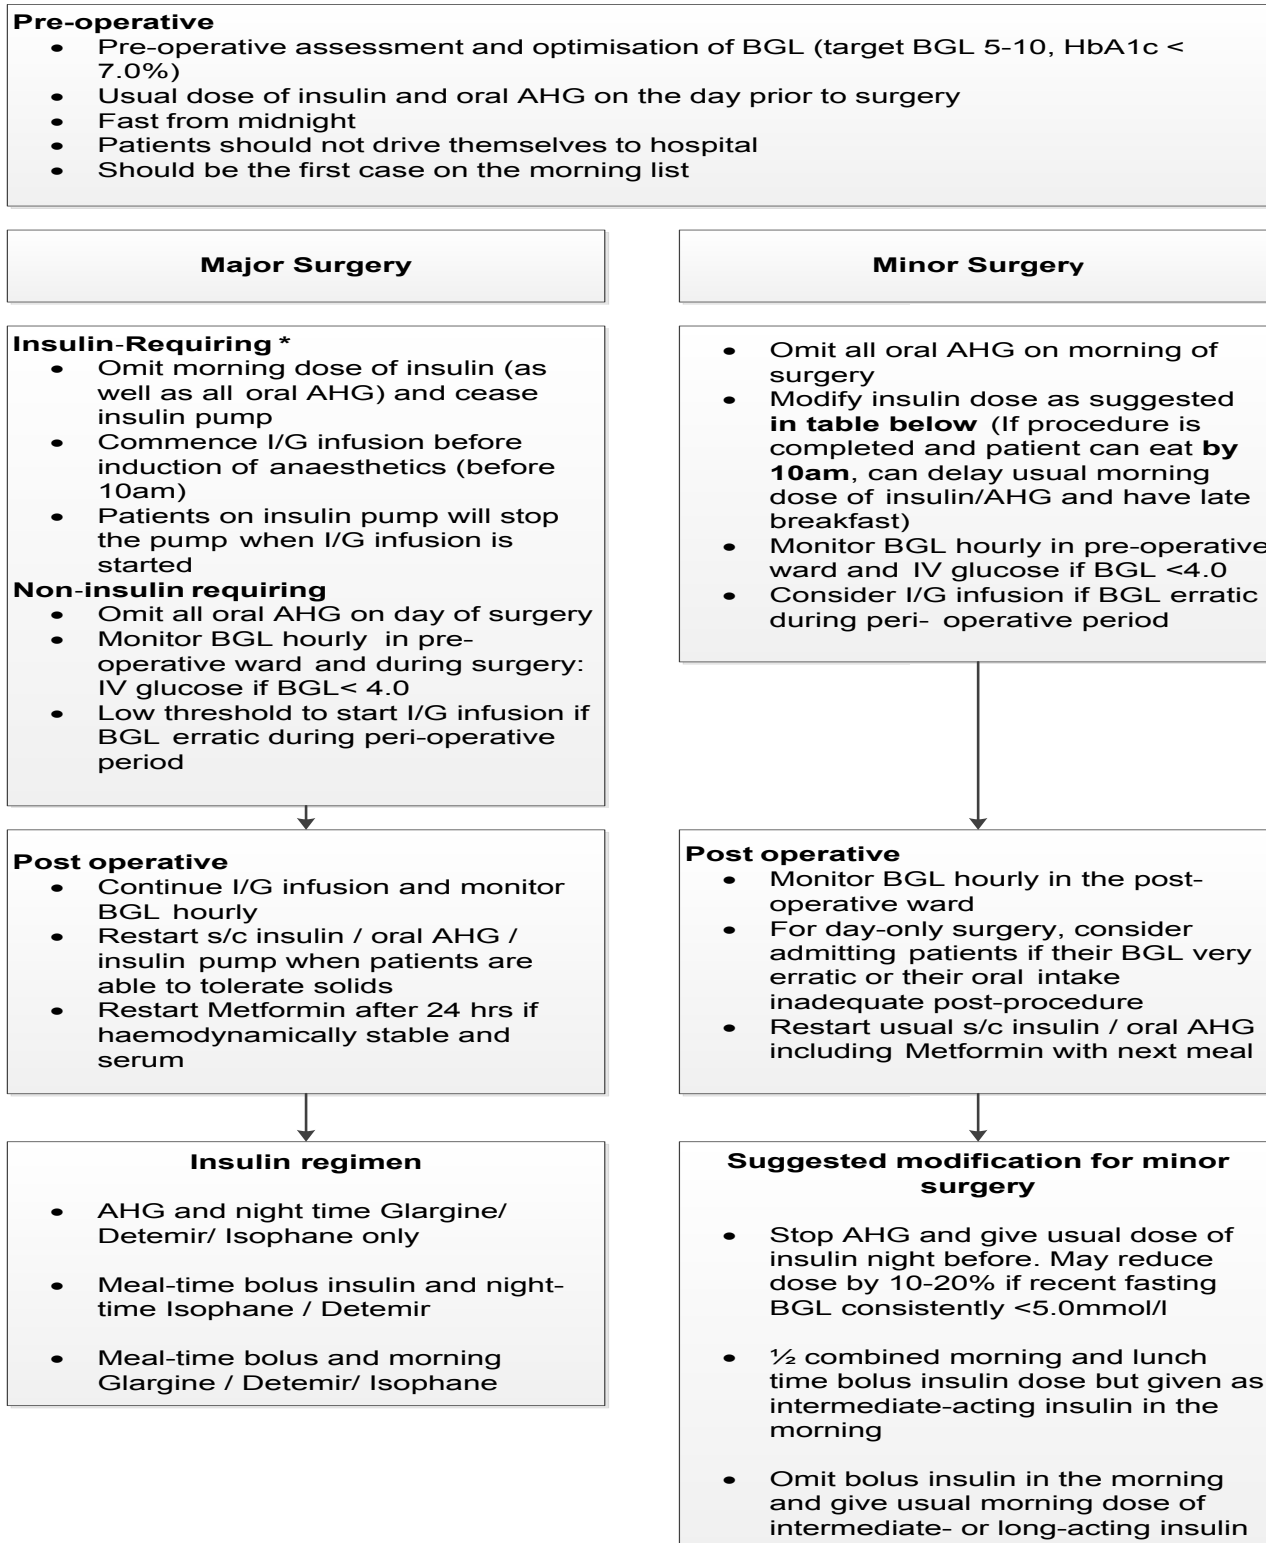 Pre-operative
• Pre-operative assessment and optimisation of BGL (target BGL 5-10, HbA1c <
7.0%)
• Usual dose of insulin and oral AHG on the day prior to surgery
• Fast from midnight
• Patients should not drive themselves to hospital
• Should be the first case on the morning list
Major Surgery
Insulin-Requiring *
• Omit morning dose of insulin (as
well as all oral AHG) and cease
insulin pump
• Commence I/G infusion before
induction of anaesthetics (before
10am)
• Patients on insulin pump will stop
the pump when I/G infusion is
started
Non-insulin requiring
• Omit all oral AHG on day of surgery
• Monitor BGL hourly in pre-
operative ward and during surgery:
IV glucose if BGL< 4.0
• Low threshold to start I/G infusion if
BGL erratic during peri-operative
period
Post operative
• Continue I/G infusion and monitor
BGL hourly
• Restart s/c insulin / oral AHG /
insulin pump when patients are
able to tolerate solids
• Restart Metformin after 24 hrs if
haemodynamically stable and
serum
Insulin regimen
• AHG and night time Glargine/
Detemir/ Isophane only
• Meal-time bolus insulin and night-
time Isophane / Detemir
• Meal-time bolus and morning
Glargine / Detemir/ Isophane
Minor Surgery
• Omit all oral AHG on morning of
surgery
• Modify insulin dose as suggested
in table below (If procedure is
completed and patient can eat by
10am, can delay usual morning
dose of insulin/AHG and have late
breakfast)
• Monitor BGL hourly in pre-operative
ward and IV glucose if BGL <4.0
• Consider I/G infusion if BGL erratic
during peri- operative period
Post operative
• Monitor BGL hourly in the post-
operative ward
• For day-only surgery, consider
admitting patients if their BGL very
erratic or their oral intake
inadequate post-procedure
• Restart usual s/c insulin / oral AHG
including Metformin with next meal
Suggested modification for minor
surgery
• Stop AHG and give usual dose of
insulin night before. May reduce
dose by 10-20% if recent fasting
BGL consistently <5.0mmol/l
• ½ combined morning and lunch
time bolus insulin dose but given as
intermediate-acting insulin in the
morning
• Omit bolus insulin in the morning
and give usual morning dose of
intermediate- or long-acting insulin